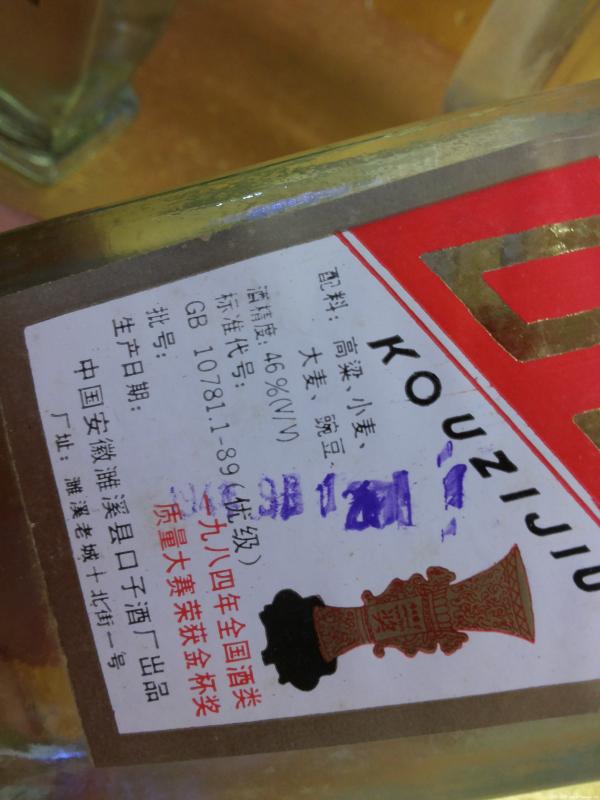 KOUZIJIU
配料：高粱、小麦、
大麦、豌豆、
酒精度：46%(V/V)
标准代号：
GB 10781.1-89(优级)
批号：
生产日期：
一九八四年全国酒类
质量大赛荣获金杯奖
中国安徽濉溪县口子酒厂出品
厂址：濉溪老城十北街一号